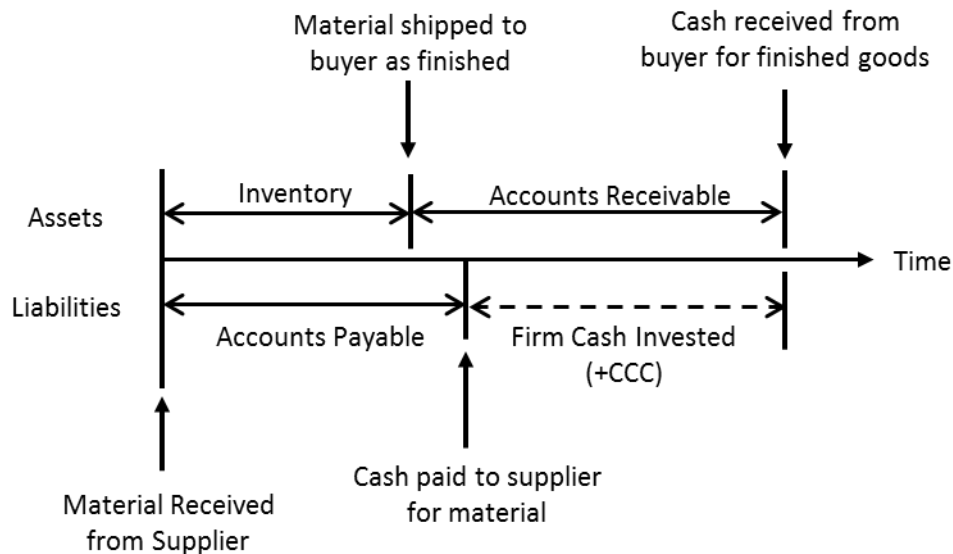 Material shipped to
buyer as finished
Cash received from
buyer for finished goods
Inventory
Accounts Receivable
Assets
Time
Liabilities
Accounts Payable
Firm Cash Invested
(+CCC)
Cash paid to supplier
for material
Material Received
from Supplier